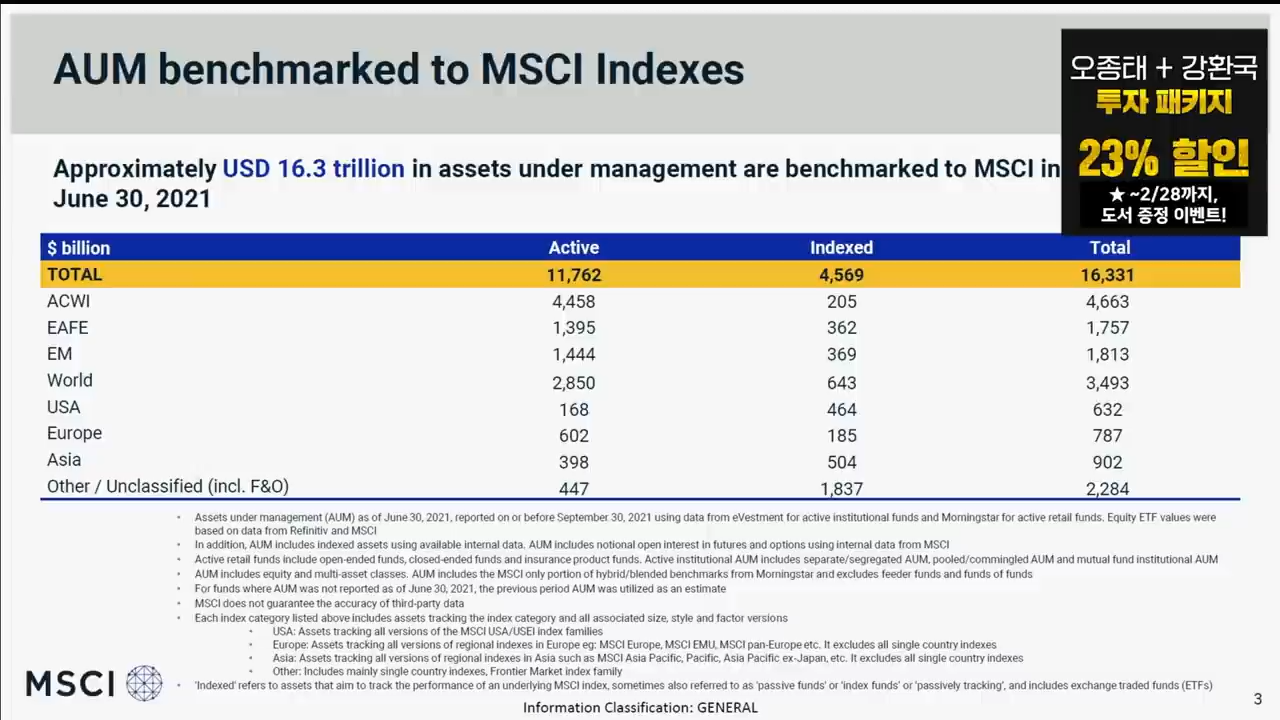 AUM benchmarked to MSCI Indexes
오종태 + 강환국
투자 패키지
23% 할인
★ ~2/28까지,
도서 증정 이벤트!
Approximately USD 16.3 trillion in assets under management are benchmarked to MSCI in
June 30, 2021
$ billion Active Indexed Total
TOTAL 11,762 4,569 16,331
ACWI 4,458 205 4,663
EAFE 1,395 362 1,757
EM 1,444 369 1,813
World 2,850 643 3,493
USA 168 464 632
Europe 602 185 787
Asia 398 504 902
Other / Unclassified (incl. F&O) 447 1,837 2,284
• Assets under management (AUM) as of June 30, 2021, reported on or before September 30, 2021 using data from eVestment for active institutional funds and Morningstar for active retail funds. Equity ETF values were
based on data from Refinitiv and MSCI
• In addition, AUM includes indexed assets using available internal data. AUM includes notional open interest in futures and options using internal data from MSCI
• Active retail funds include open-ended funds, closed-ended funds and insurance product funds. Active institutional AUM includes separate/segregated AUM, pooled/commingled AUM and mutual fund institutional AUM
• AUM includes equity and multi-asset classes. AUM includes the MSCI only portion of hybrid/blended benchmarks from Morningstar and excludes feeder funds and funds of funds
• For funds where AUM was not reported as of June 30, 2021, the previous period AUM was utilized as an estimate
• MSCI does not guarantee the accuracy of third-party data
• Each index category listed above includes assets tracking the index category and all associated size, style and factor versions
• USA: Assets tracking all versions of the MSCI USA/USEI index families
• Europe: Assets tracking all versions of regional indexes in Europe eg: MSCI Europe, MSCI EMU, MSCI pan-Europe etc. It excludes all single country indexes
• Asia: Assets tracking all versions of regional indexes in Asia such as MSCI Asia Pacific, Pacific, Asia Pacific ex-Japan, etc. It excludes all single country indexes
• Other: Includes mainly single country indexes, Frontier Market index family
• 'Indexed' refers to assets that aim to track the performance of an underlying MSCI index, sometimes also referred to as 'passive funds' or 'index funds' or 'passively tracking', and includes exchange traded funds (ETFs)
MSCI
Information Classification: GENERAL
3